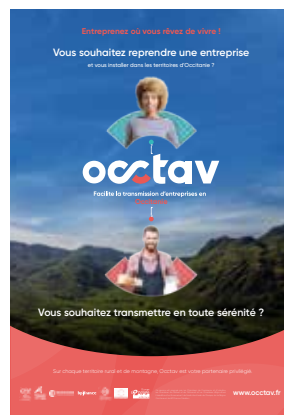 Entreprenez où vous rêvez de vivre !
Vous souhaitez reprendre une entreprise
et vous installer dans les territoires d'Occitanie ?
occtav
Facilite la transmission d'entreprises en
Vous souhaitez transmettre en toute sérénité ?
Sur chaque territoire rural et de montagne, Occtav est votre partenaire privilégié.
www.occtav.fr